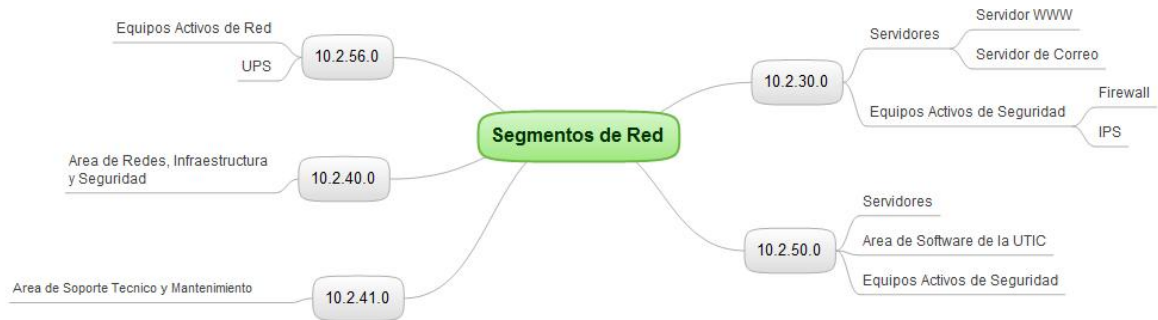 Segmentos de Red
10.2.56.0
Equipos Activos de Red
UPS
10.2.40.0
Area de Redes, Infraestructura
y Seguridad
10.2.41.0
Area de Soporte Tecnico y Mantenimiento
10.2.30.0
Servidores
Servidor WWW
Servidor de Correo
Equipos Activos de Seguridad
Firewall
IPS
10.2.50.0
Servidores
Area de Software de la UTIC
Equipos Activos de Seguridad